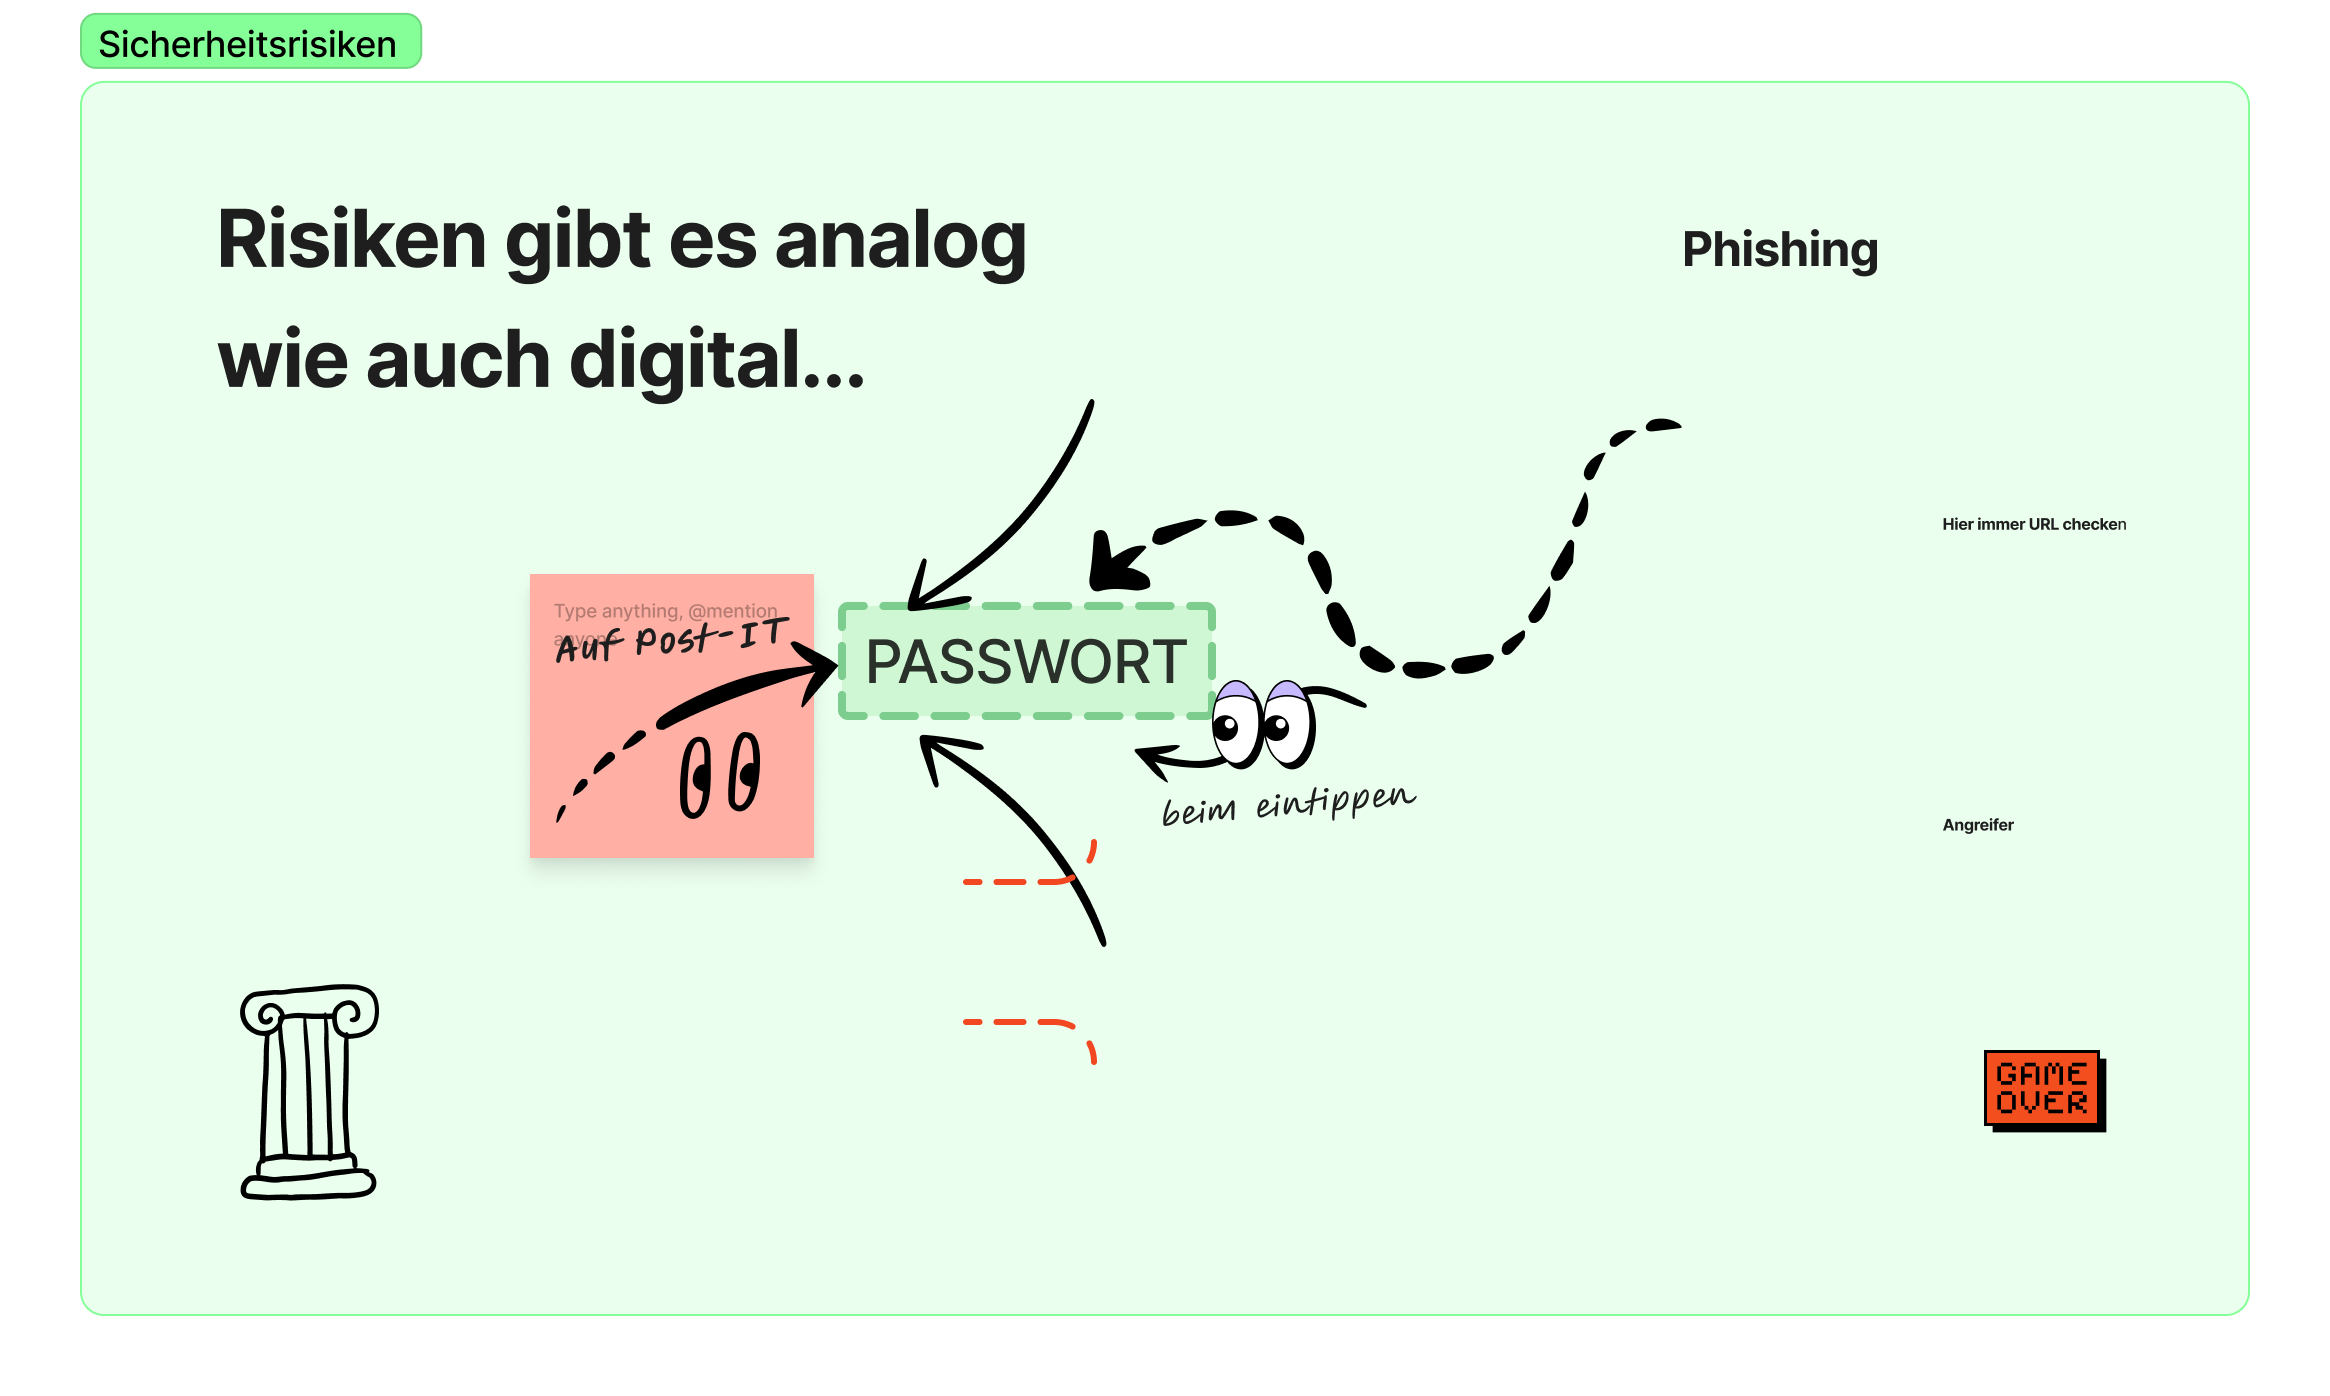 Sicherheitsrisiken
Risiken gibt es analog
wie auch digital...
Phishing
Hier immer URL checken
Type anything, @mention
anyone
Auf Post-IT
PASSWORT
beim eintippen
Angreifer
GAME
OVER